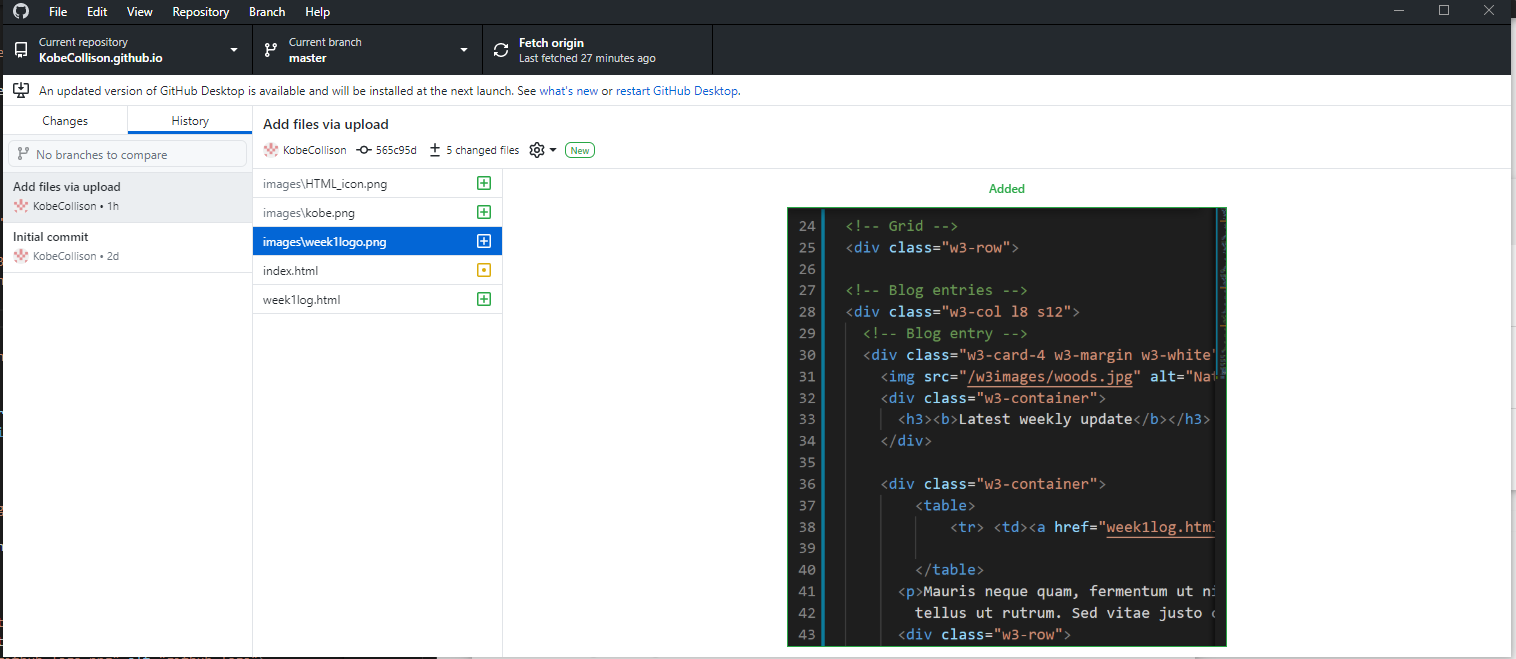 File Edit View Repository Branch Help
Current repository
KobeCollison.github.io
Current branch
master
Fetch origin
Last fetched 27 minutes ago
An updated version of GitHub Desktop is available and will be installed at the next launch. See what's new or restart GitHub Desktop.
Changes History
No branches to compare
Add files via upload
KobeCollison • 1h
Initial commit
KobeCollison • 2d
Add files via upload
KobeCollison 565c95d 5 changed files New
images\HTML_icon.png
images\kobe.png
images\week1logo.png
index.html
week1log.html
Added
24 <!-- Grid -->
25 <div class="w3-row">
26
27 <!-- Blog entries -->
28 <div class="w3-col l8 s12">
29 <!-- Blog entry -->
30 <div class="w3-card-4 w3-margin w3-white"
31 <img src="/w3images/woods.jpg" alt="Nat
32 <div class="w3-container">
33 <h3><b>Latest weekly update</b></h3>
34 </div>
35
36 <div class="w3-container">
37 <table>
38 <tr> <td><a href="week1log.html
39
40 </table>
41 <p>Mauris neque quam, fermentum ut ni
42 tellus ut rutrum. Sed vitae justo
43 <div class="w3-row">